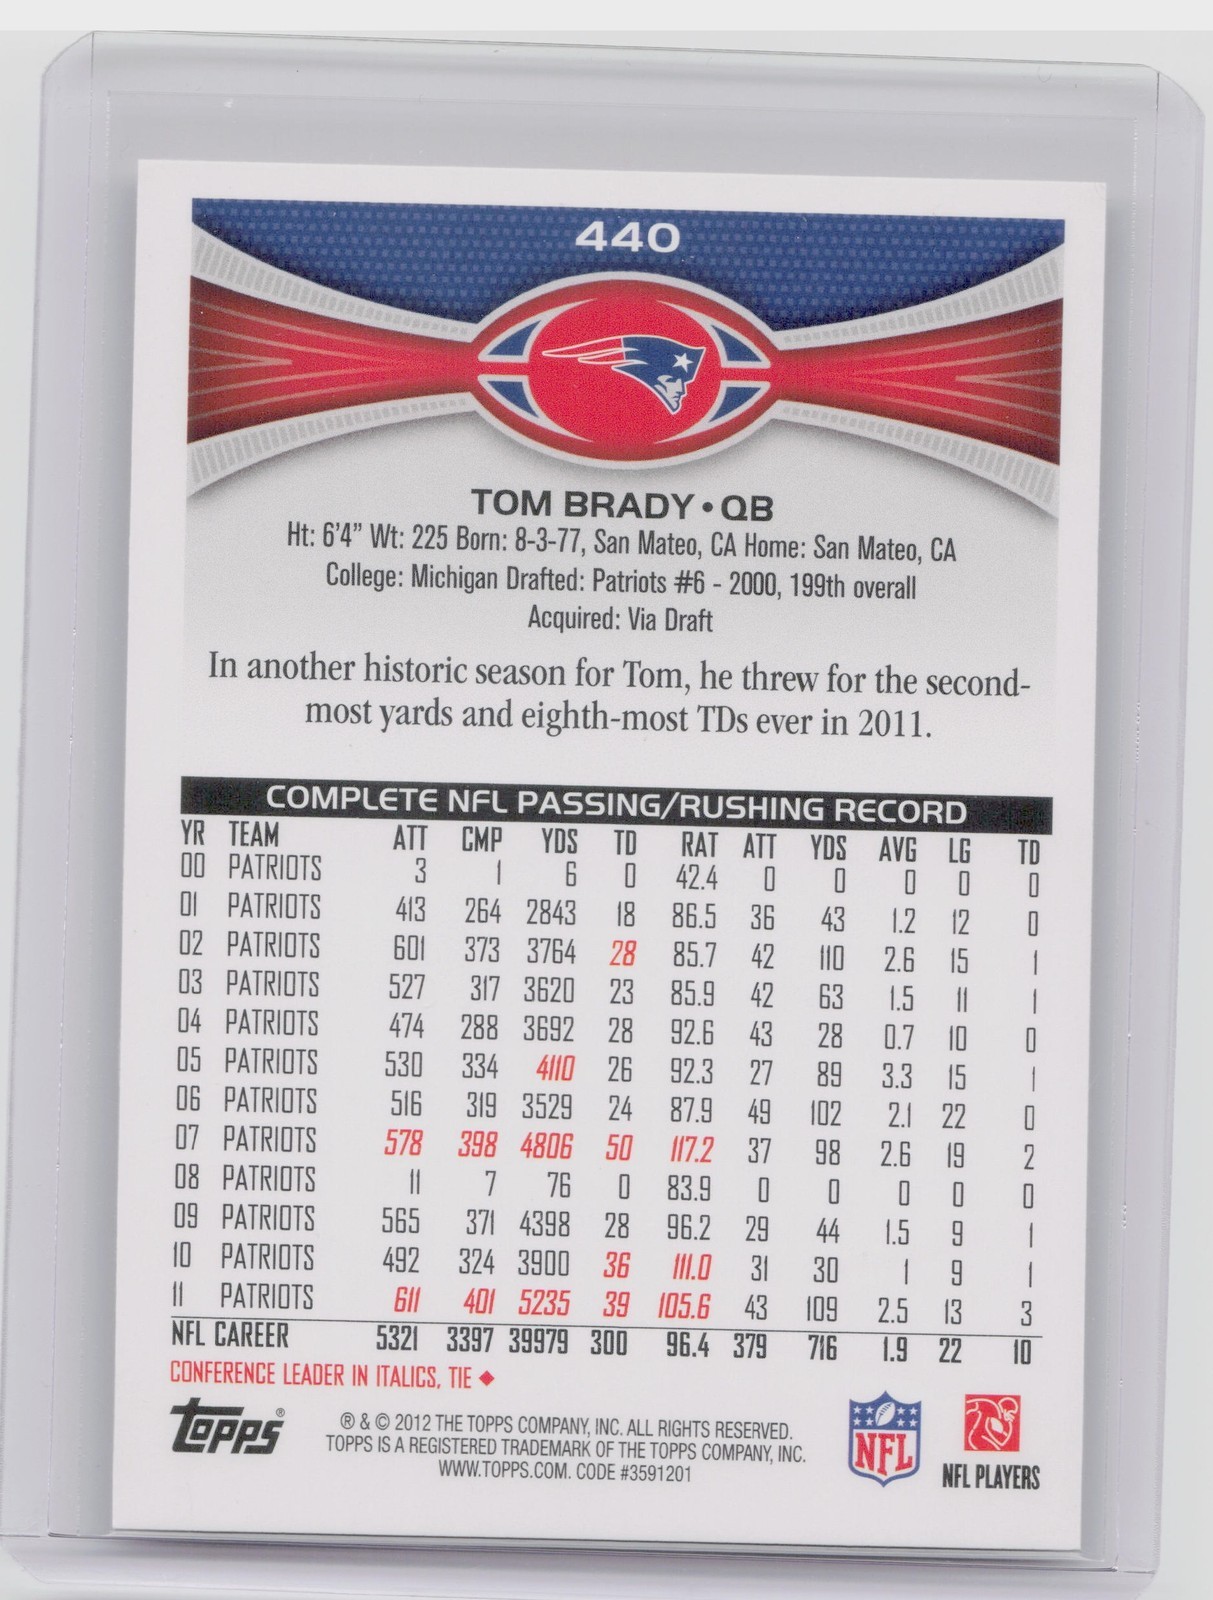 440
TOM BRADY • QB
Ht: 6'4" Wt: 225 Born: 8-3-77, San Mateo, CA Home: San Mateo, CA
College: Michigan Drafted: Patriots #6 - 2000, 199th overall
Acquired: Via Draft
In another historic season for Tom, he threw for the second-
most yards and eighth-most TDs ever in 2011.
COMPLETE NFL PASSING/RUSHING RECORD
YR TEAM ATT CMP YDS TD RAT ATT YDS AVG LG TD
00 PATRIOTS 3 1 6 0 42.4 0 0 0 0 0
01 PATRIOTS 413 264 2843 18 86.5 36 43 1.2 12 0
02 PATRIOTS 601 373 3764 28 85.7 42 110 2.6 15 1
03 PATRIOTS 527 317 3620 23 85.9 42 63 1.5 11 1
04 PATRIOTS 474 288 3692 28 92.6 43 28 0.7 10 0
05 PATRIOTS 530 334 4110 26 92.3 27 89 3.3 15 1
06 PATRIOTS 516 319 3529 24 87.9 49 102 2.1 22 0
07 PATRIOTS 578 398 4806 50 117.2 37 98 2.6 19 2
08 PATRIOTS 11 7 76 0 83.9 0 0 0 0 0
09 PATRIOTS 565 371 4398 28 96.2 29 44 1.5 9 1
10 PATRIOTS 492 324 3900 36 111.0 31 30 1 9 1
11 PATRIOTS 611 401 5235 39 105.6 43 109 2.5 13 3
NFL CAREER 5321 3397 39979 300 96.4 379 716 1.9 22 10
CONFERENCE LEADER IN ITALICS, TIE ◆
Topps®
® & © 2012 THE TOPPS COMPANY, INC. ALL RIGHTS RESERVED.
TOPPS IS A REGISTERED TRADEMARK OF THE TOPPS COMPANY, INC.
WWW.TOPPS.COM. CODE #3591201
NFL
NFL PLAYERS